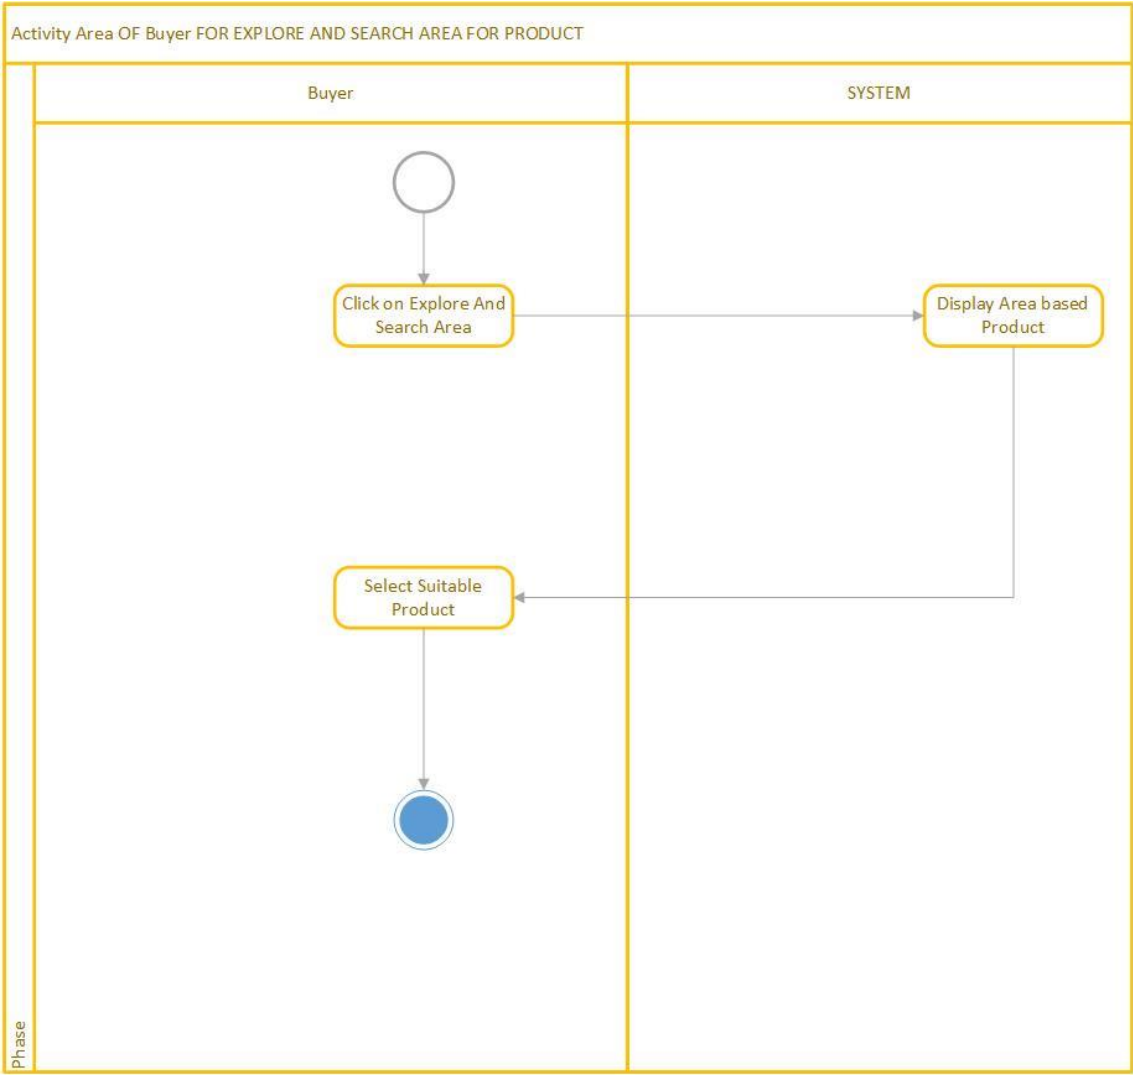 Activity Area OF Buyer FOR EXPLORE AND SEARCH AREA FOR PRODUCT
Buyer
SYSTEM
Click on Explore And
Search Area
Display Area based
Product
Select Suitable
Product
Phase